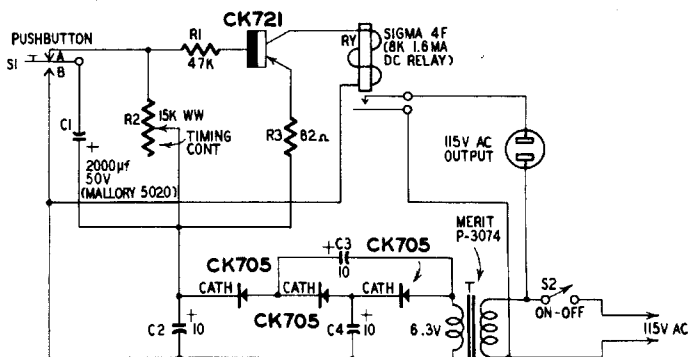 CK721
PUSHBUTTON
S1
A
B
R1
47K
RY
SIGMA 4F
(8K 1.6MA
DC RELAY)
R2
15K WW
TIMING
CONT
R3
82Ω
C1
+
2000µf
50V
(MALLORY 5020)
115V AC
OUTPUT
MERIT
P-3074
+
C3
10
CK705
CK705
CATH
CATH
CATH
CK705
C2
+
10
C4
+
10
6.3V
T
S2
ON-OFF
115V AC